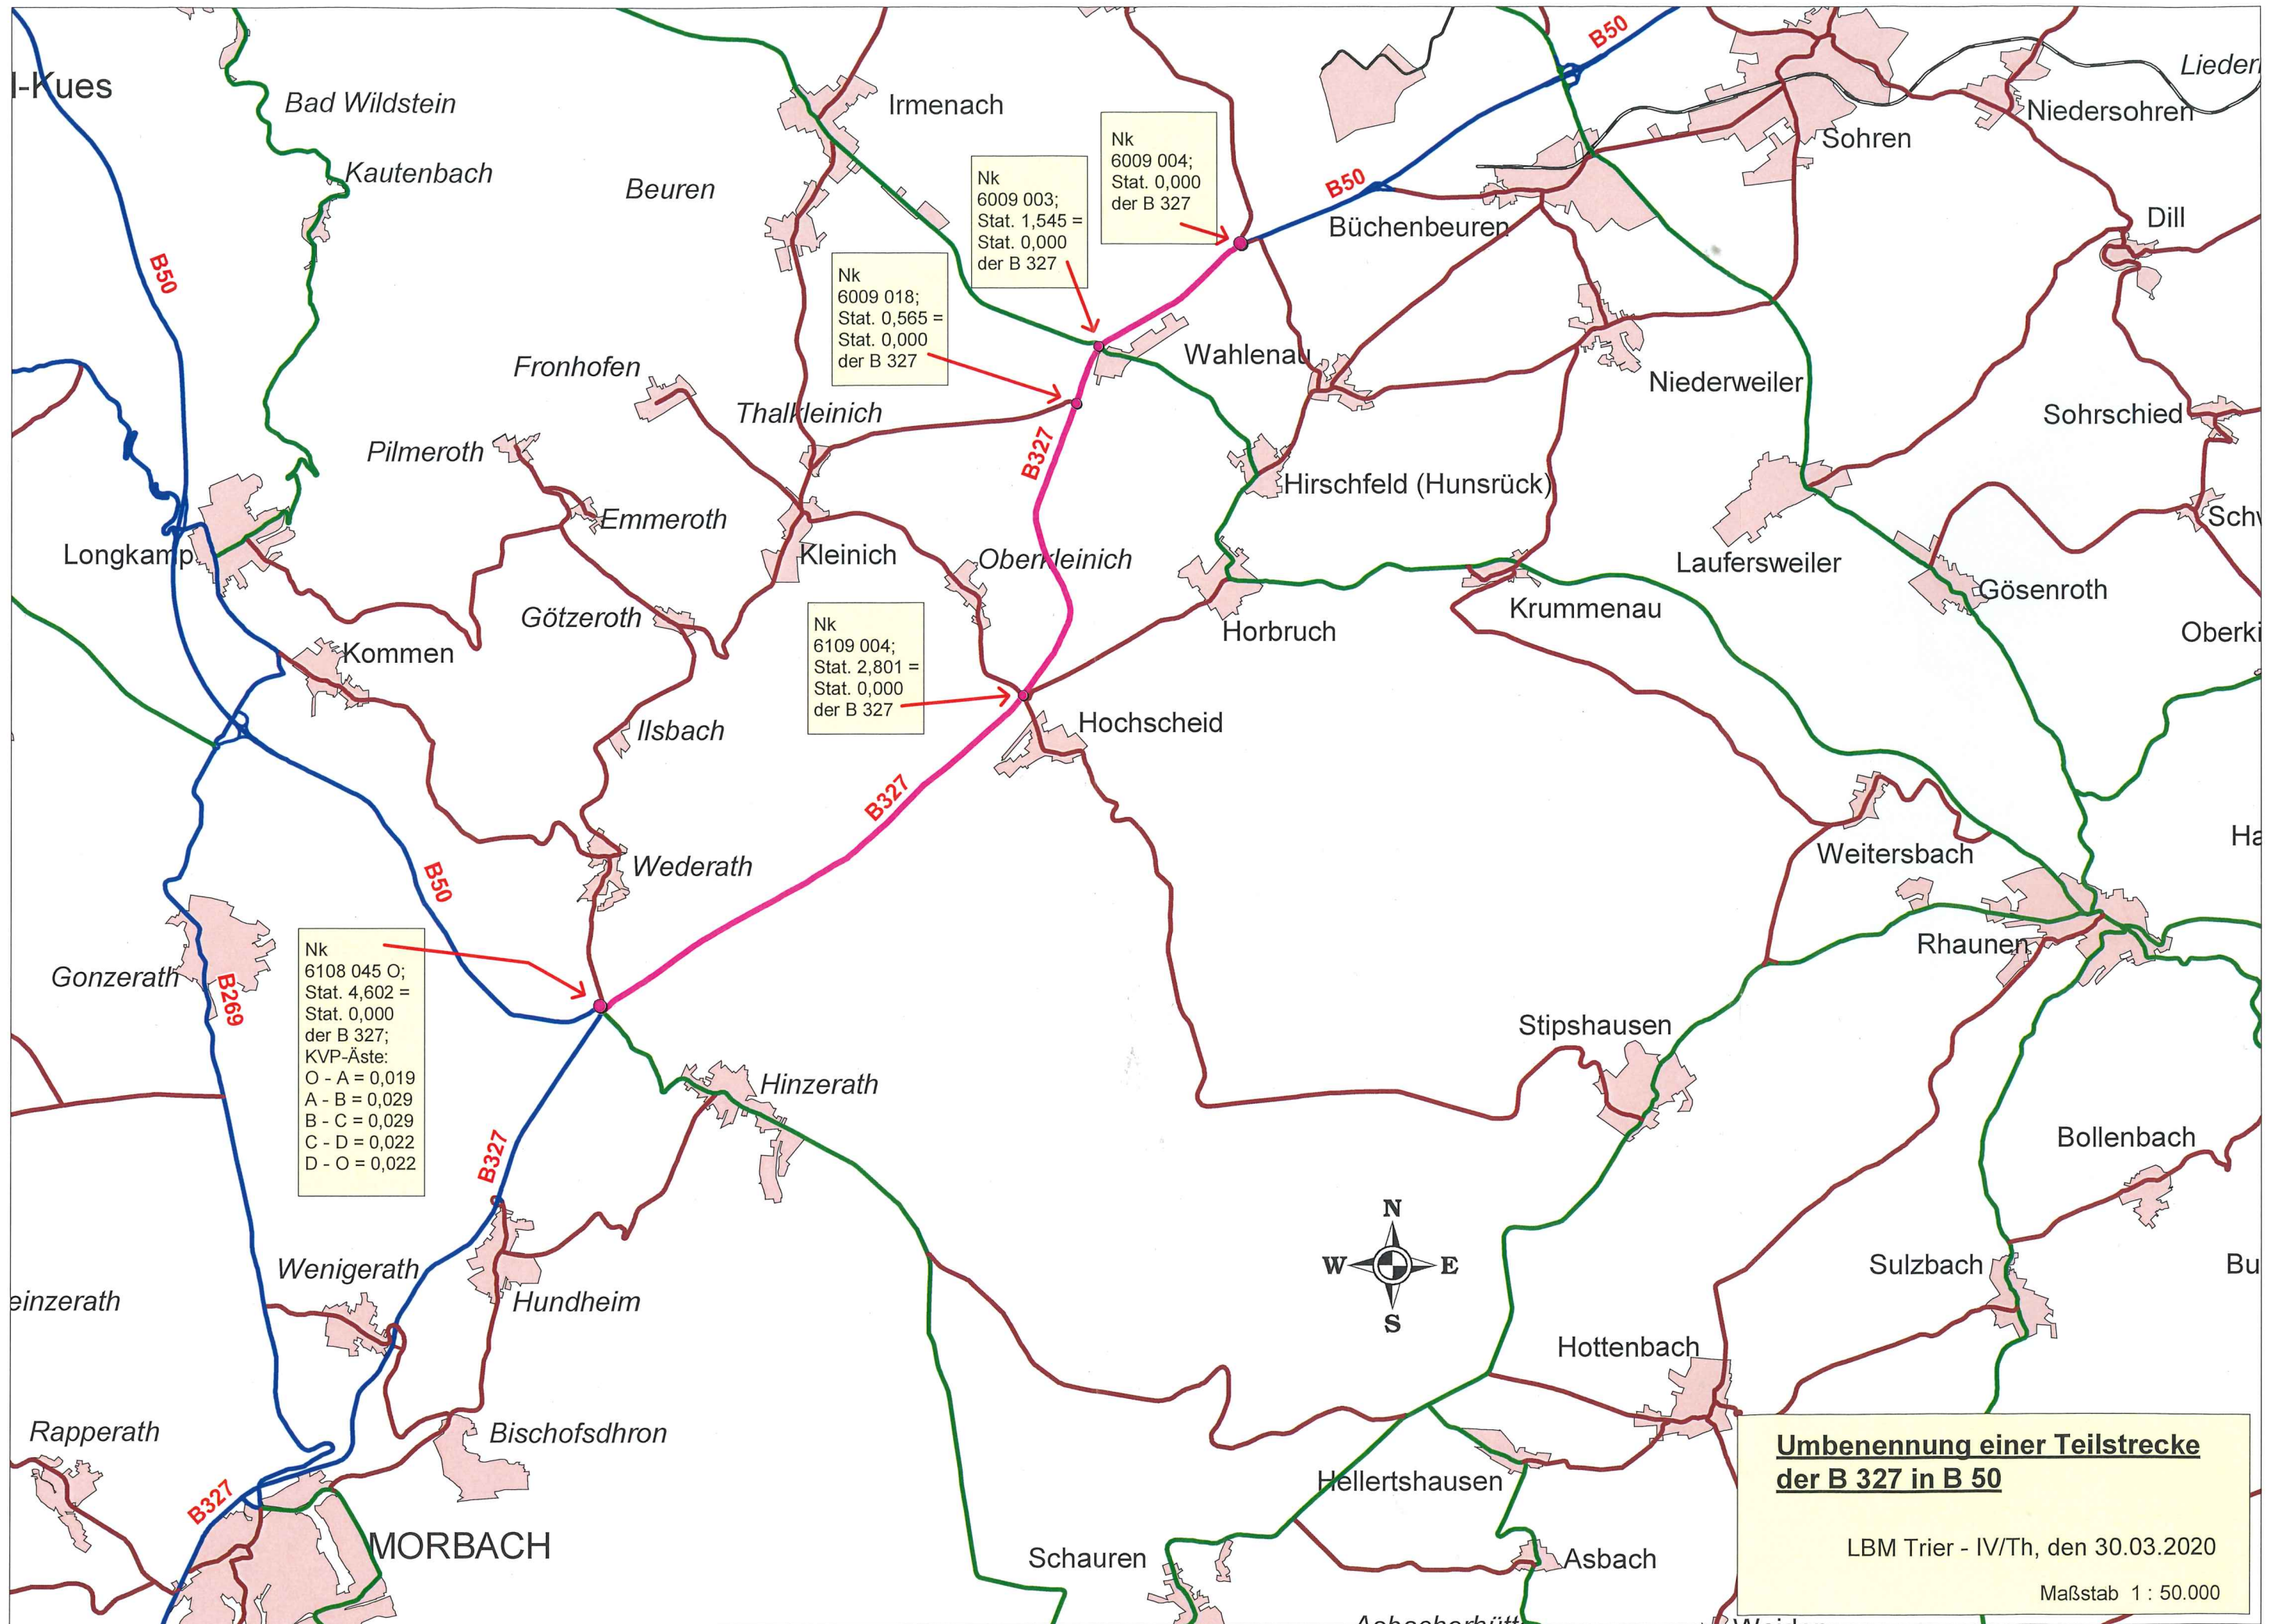 B50
l-Kues
Bad Wildstein
Irmenach
Sohren
Niedersohren
Kautenbach
Beuren
Nk
6009 004;
Stat. 0,000
der B 327
Nk
6009 003;
Stat. 1,545 =
Stat. 0,000
der B 327
B50
Büchenbeuren
Dill
B50
Nk
6009 018;
Stat. 0,565 =
Stat. 0,000
der B 327
Wahlenau
Fronhofen
Niederweiler
Thalkleinich
Sohrschied
Pilmeroth
B327
Hirschfeld (Hunsrück)
Emmeroth
Longkamp
Kleinich
Oberkleinich
Laufersweiler
Gösenroth
Götzeroth
Krummenau
Nk
6109 004;
Stat. 2,801 =
Stat. 0,000
der B 327
Horbruch
Oberki
Kommen
Ilsbach
Hochscheid
B327
Ha
Wederath
Weitersbach
B50
Gonzerath
B269
Rhaunen
Nk
6108 045 O;
Stat. 4,602 =
Stat. 0,000
der B 327;
KVP-Äste:
O - A = 0,019
A - B = 0,029
B - C = 0,029
C - D = 0,022
D - O = 0,022
Stipshausen
Hinzerath
B327
Bollenbach
N
W E
S
Wenigerath
Sulzbach
Bu
einzerath
Hundheim
Hottenbach
Rapperath
Bischofsdhron
Hellertshausen
B327
MORBACH
Schauren
Asbach
Umbenennung einer Teilstrecke
der B 327 in B 50
LBM Trier - IV/Th, den 30.03.2020
Maßstab 1 : 50.000